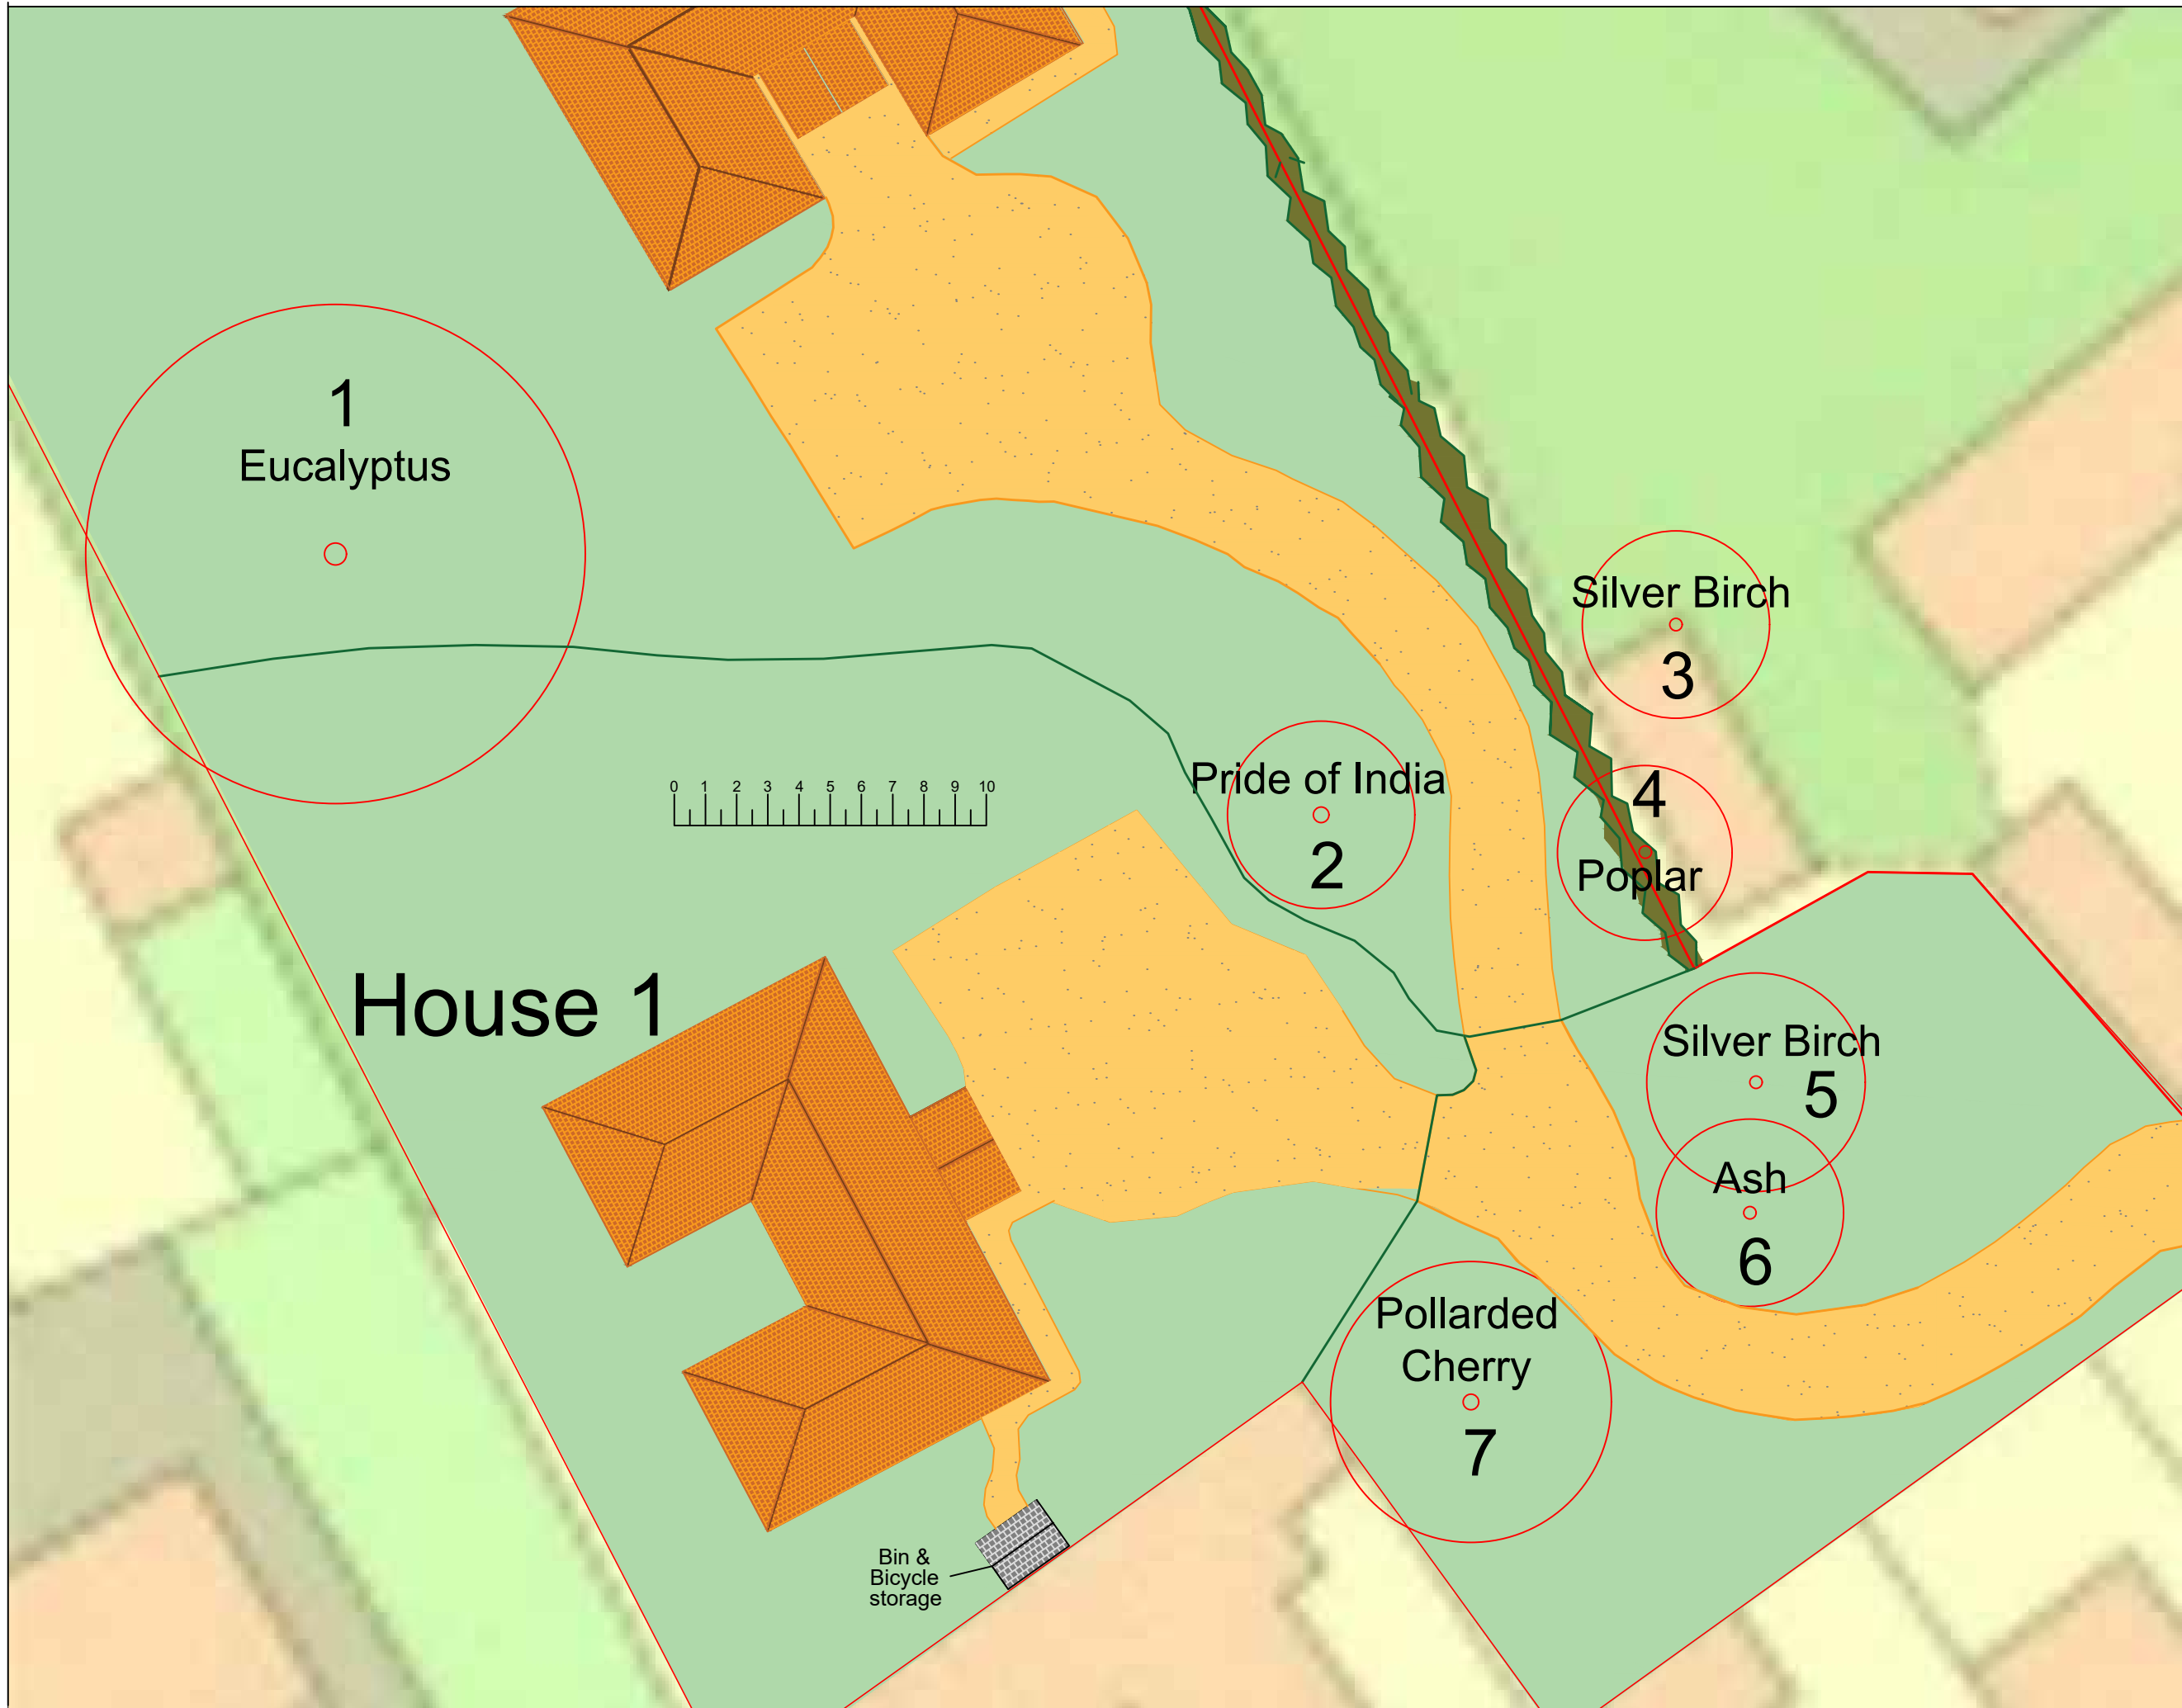 1
Eucalyptus
Silver Birch
3
Pride of India
2
4
Poplar
0 1 2 3 4 5 6 7 8 9 10
House 1
Silver Birch
5
Ash
6
Pollarded
Cherry
7
Bin &
Bicycle
storage